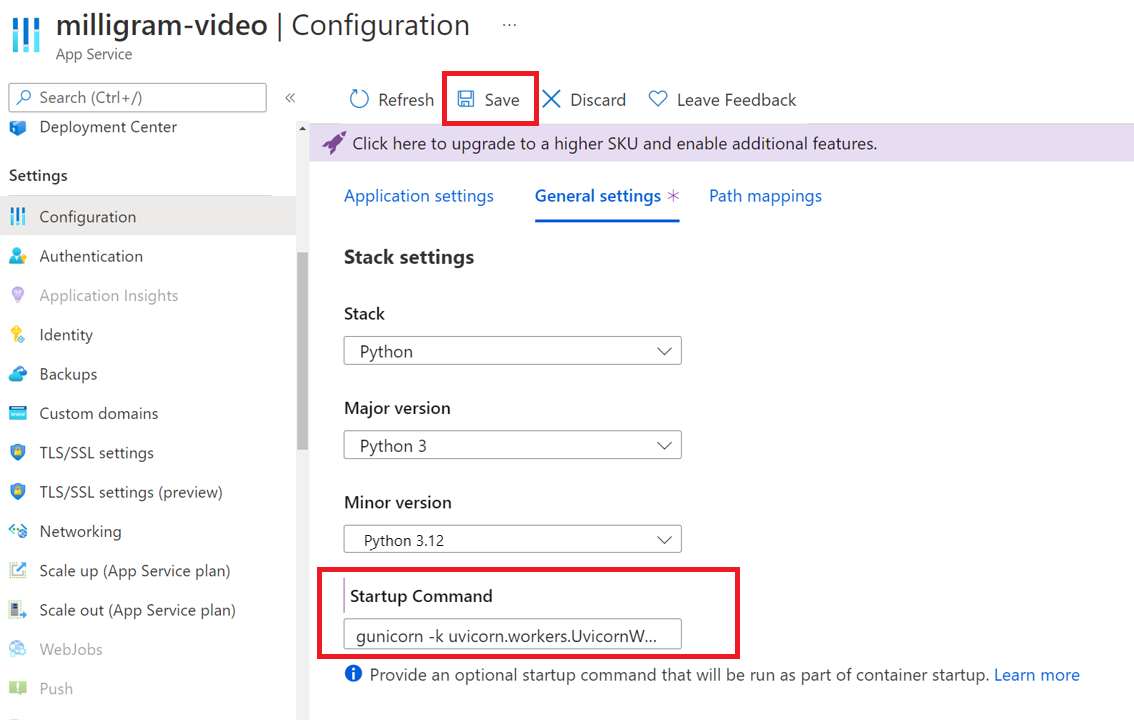 milligram-video | Configuration ...
App Service
Search (Ctrl+/)
«
Deployment Center
Settings
Configuration
Authentication
Application Insights
Identity
Backups
Custom domains
TLS/SSL settings
TLS/SSL settings (preview)
Networking
Scale up (App Service plan)
Scale out (App Service plan)
WebJobs
Push
Refresh Save Discard Leave Feedback
Click here to upgrade to a higher SKU and enable additional features.
Application settings General settings * Path mappings
Stack settings
Stack
Python
Major version
Python 3
Minor version
Python 3.12
Startup Command
gunicorn -k uvicorn.workers.UvicornW...
Provide an optional startup command that will be run as part of container startup. Learn more